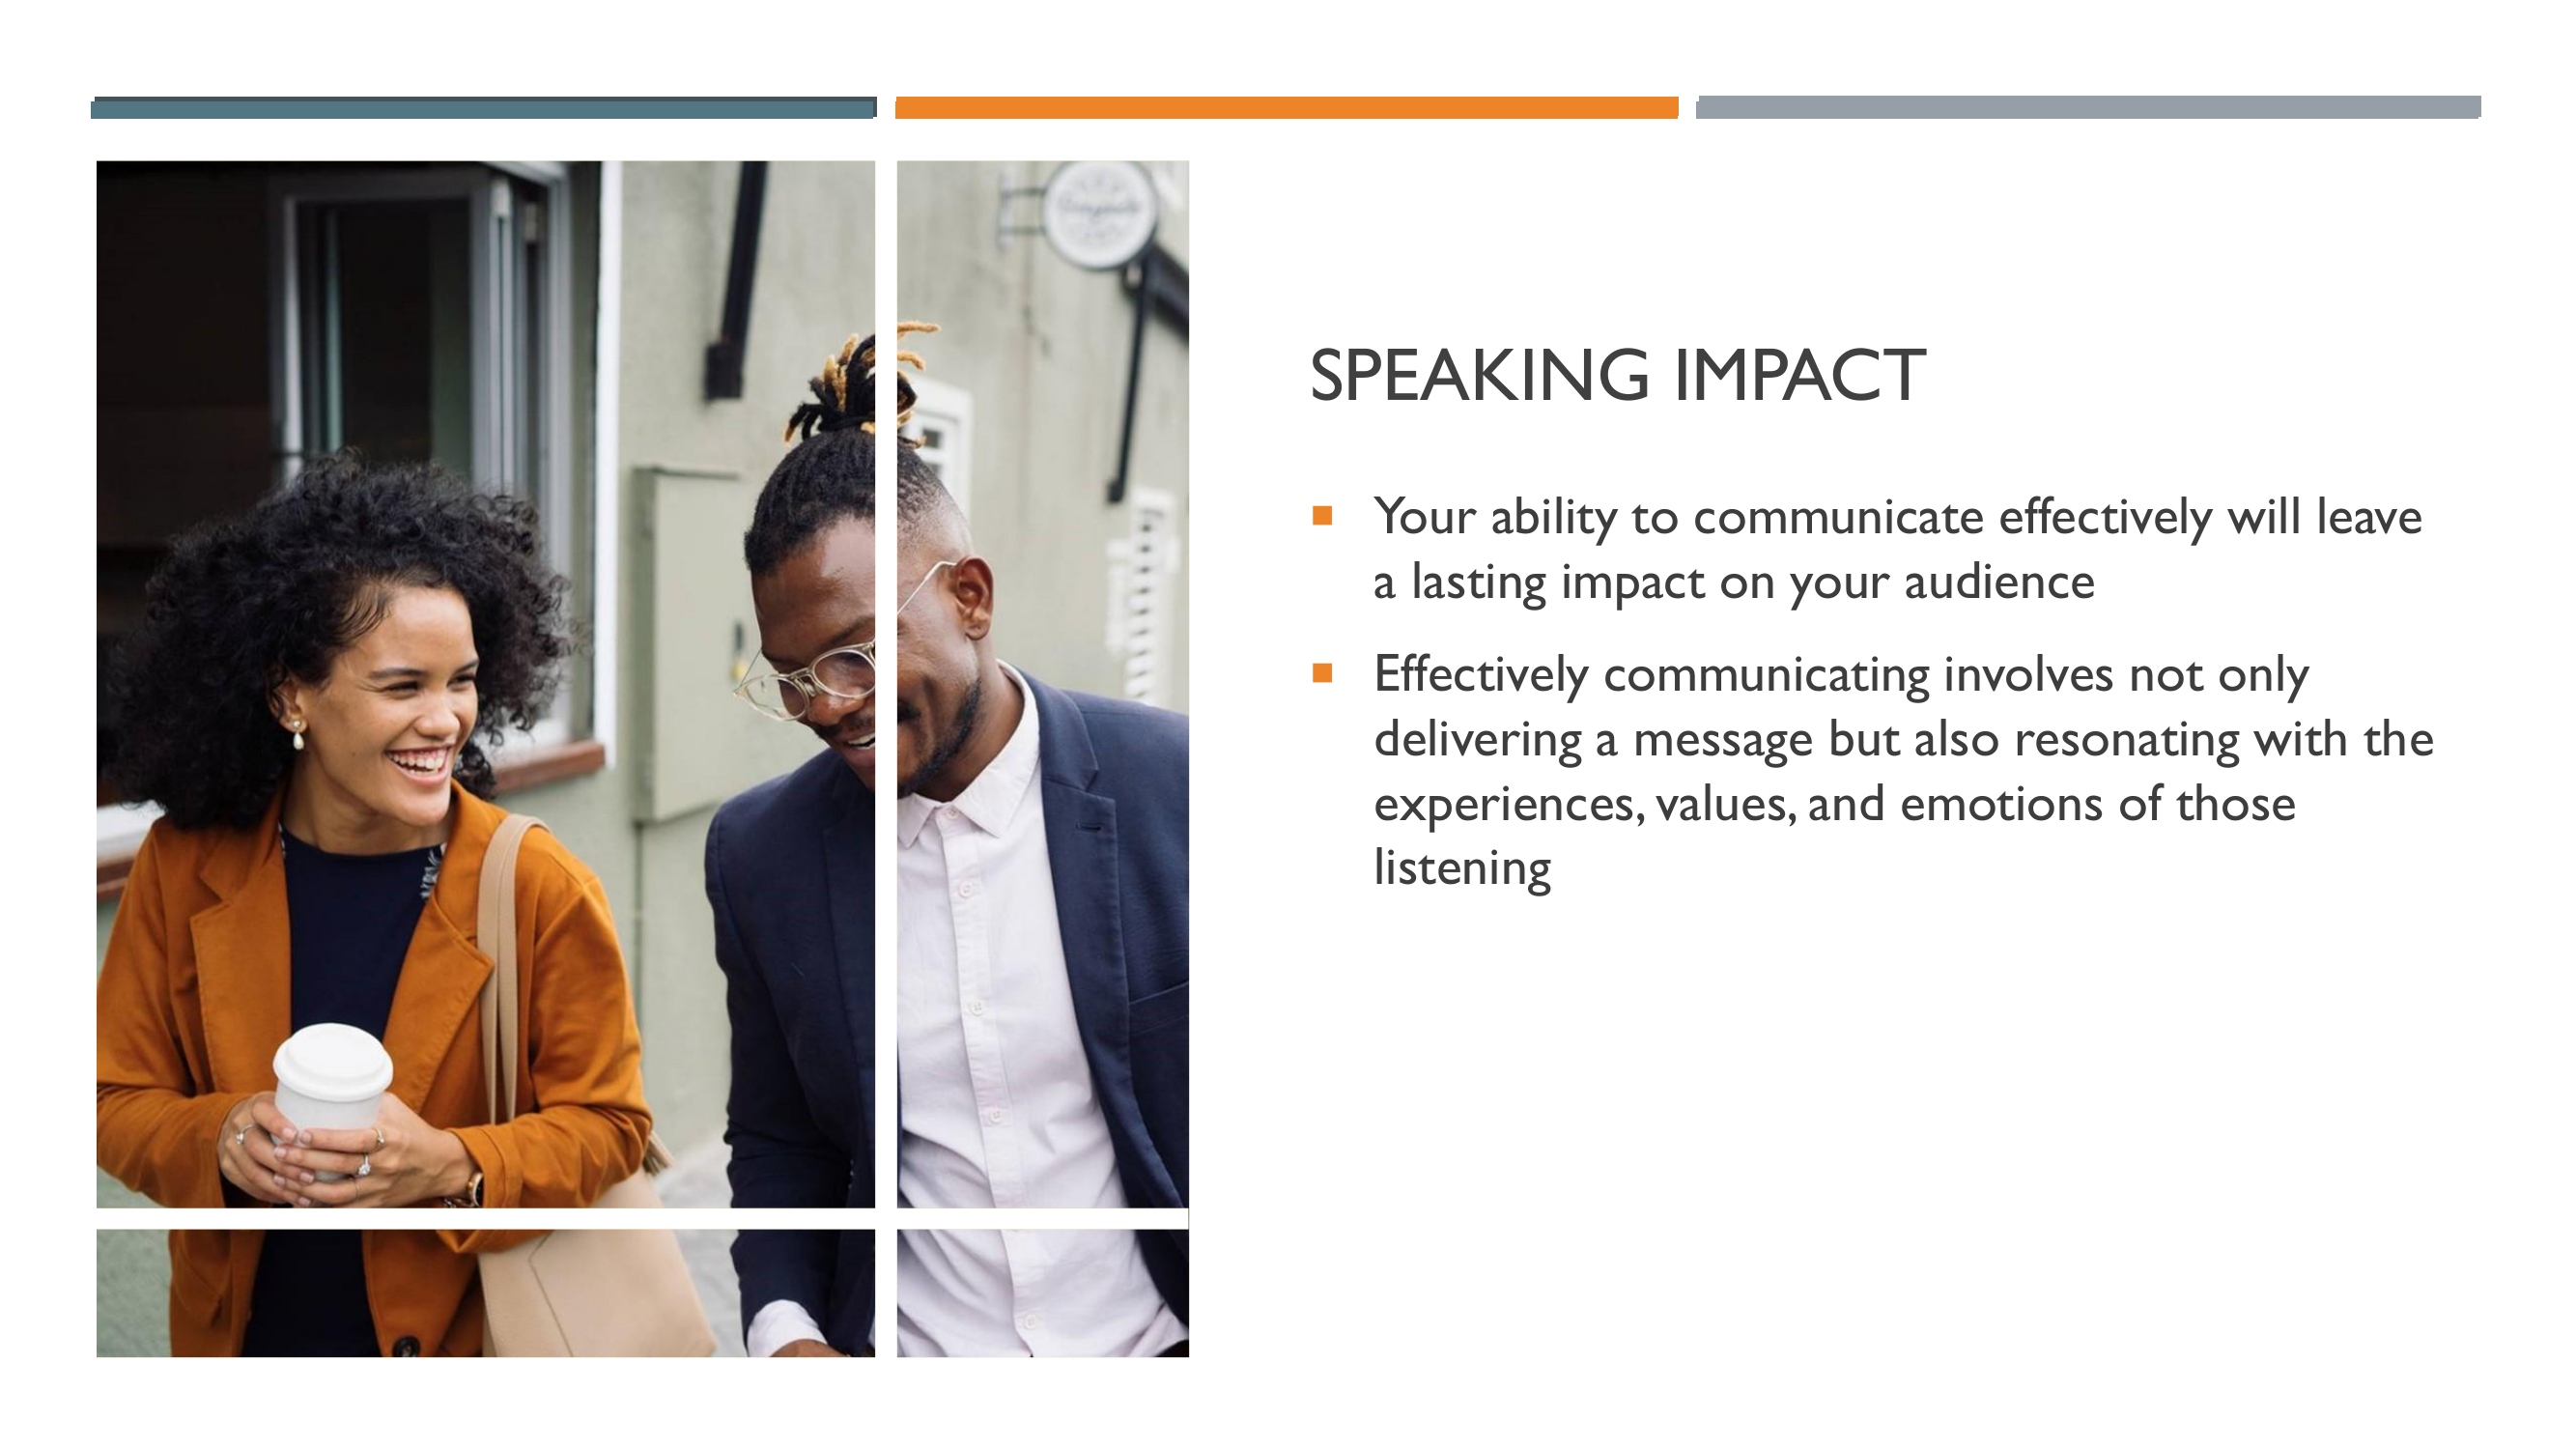 SPEAKING IMPACT
Your ability to communicate effectively will leave
a lasting impact on your audience
Effectively communicating involves not only
delivering a message but also resonating with the
experiences, values, and emotions of those
listening